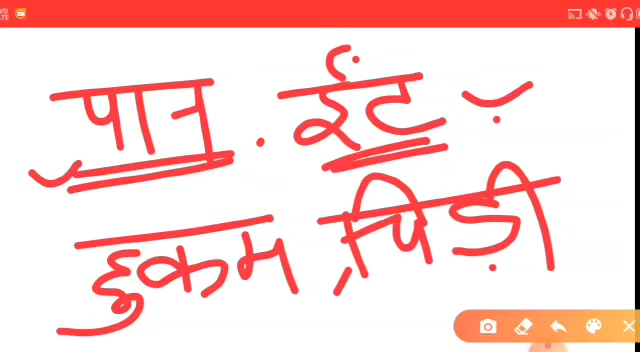 पान . ईंट
हुकम , चिड़ी